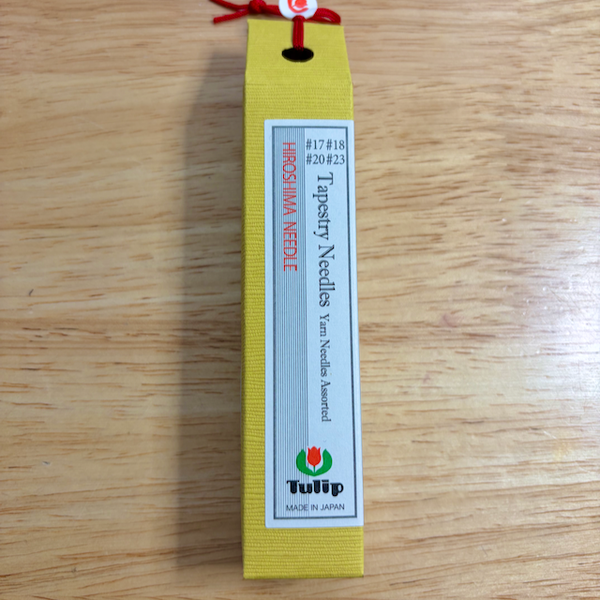 #17 #18
#20 #23
Tapestry Needles Yarn Needles Assorted
HIROSHIMA NEEDLE
Tulip
MADE IN JAPAN